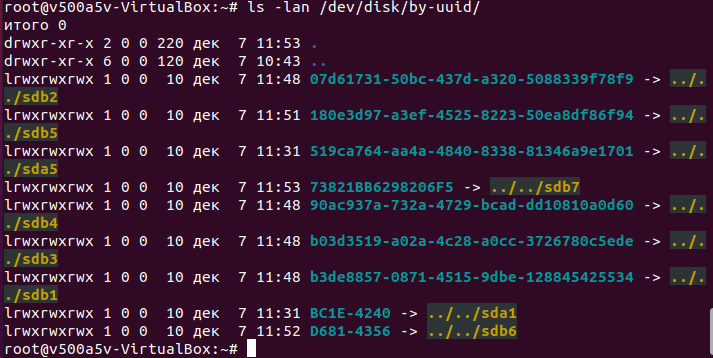 root@v500a5v-VirtualBox:~# ls -lan /dev/disk/by-uuid/
итого 0
drwxr-xr-x 2 0 0 220 дек  7 11:53 .
drwxr-xr-x 6 0 0 120 дек  7 10:43 ..
lrwxrwxrwx 1 0 0  10 дек  7 11:48 07d61731-50bc-437d-a320-5088339f78f9 -> ../.
./sdb2
lrwxrwxrwx 1 0 0  10 дек  7 11:51 180e3d97-a3ef-4525-8223-50ea8df86f94 -> ../.
./sdb5
lrwxrwxrwx 1 0 0  10 дек  7 11:31 519ca764-aa4a-4840-8338-81346a9e1701 -> ../.
./sda5
lrwxrwxrwx 1 0 0  10 дек  7 11:53 73821BB6298206F5 -> ../../sdb7
lrwxrwxrwx 1 0 0  10 дек  7 11:48 90ac937a-732a-4729-bcad-dd10810a0d60 -> ../.
./sdb4
lrwxrwxrwx 1 0 0  10 дек  7 11:48 b03d3519-a02a-4c28-a0cc-3726780c5ede -> ../.
./sdb3
lrwxrwxrwx 1 0 0  10 дек  7 11:48 b3de8857-0871-4515-9dbe-128845425534 -> ../.
./sdb1
lrwxrwxrwx 1 0 0  10 дек  7 11:31 BC1E-4240 -> ../../sda1
lrwxrwxrwx 1 0 0  10 дек  7 11:52 D681-4356 -> ../../sdb6
root@v500a5v-VirtualBox:~#